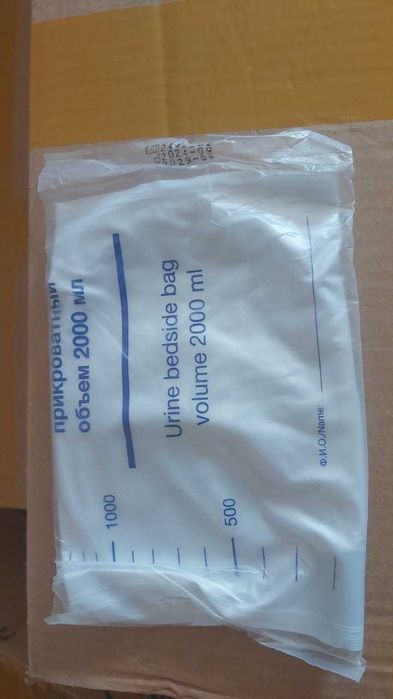 прикроватный
объем 2000 мл
Urine bedside bag
volume 2000 ml
Ф.И.О./Name:
1000
500